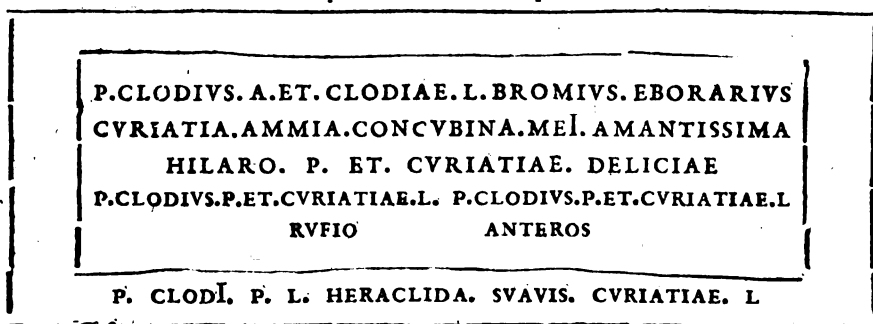 P.CLODIVS. A.ET. CLODIAE. L. BROMIVS. EBORARIVS
CVRIATIA.AMMIA.CONCVBINA.MEI. AMANTISSIMA
HILARO. P. ET. CVRIATIAE. DELICIAE
P.CLODIVS.P.ET.CVRIATIAE.L. P.CLODIVS.P.ET.CVRIATIAE.L
RVFIO ANTEROS
P. CLODI. P. L. HERACLIDA. SVAVIS. CVRIATIAE. L